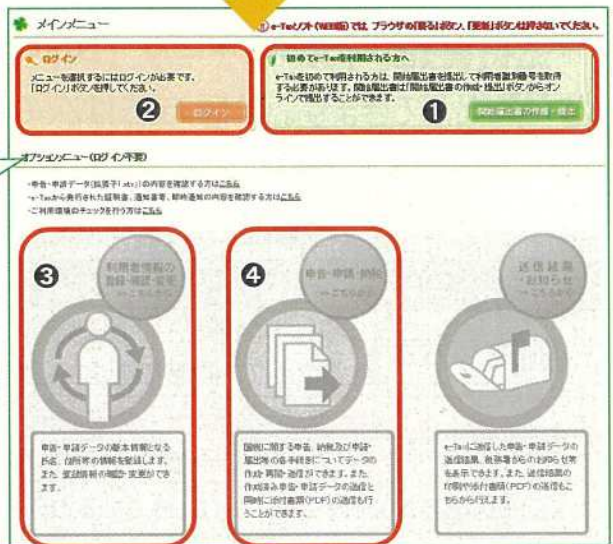 メインメニュー
① e-Taxソフト(WEB版)では、ブラウザの「戻る」ボタン、「更新」ボタンは押さないでください。
ログイン
メニューを選択するにはログインが必要です。
「ログイン」ボタンを押してください。
❷
ログイン
初めてe-Taxを利用される方へ
e-Taxを初めて利用される方は、開始届出書を提出して利用者識別番号を取得
する必要があります。開始届出書は「開始届出書の作成・提出」ボタンからオン
ラインで提出することができます。
❶
開始届出書の作成・提出
オプションメニュー(ログイン不要)
・申告・申請データ(拡張子「.xtx」)の内容を確認する方はこちら
・e-Taxから発行された証明書、通知書等、即時通知の内容を確認する方はこちら
・ご利用環境のチェックを行う方はこちら
❸
利用者情報の
登録・確認・変更
こちらから
申告・申請データの基本情報となる
氏名、住所等の情報を登録します。
また、登録情報の確認・変更ができ
ます。
❹
申告・申請・納税
こちらから
国税に関する申告、納税及び申請・
届出等の各手続きについてデータの
作成・再開・送信ができます。また、
作成済み申告・申請データの送信と
同時に添付書類(PDF)の送信も行
うことができます。
送信結果
・お知らせ
こちらから
e-Taxに送信した申告・申請データの
送信結果、税務署からのお知らせ等
を表示できます。また、送信結果の
印刷や添付書類(PDF)の送信もこ
ちらから行えます。